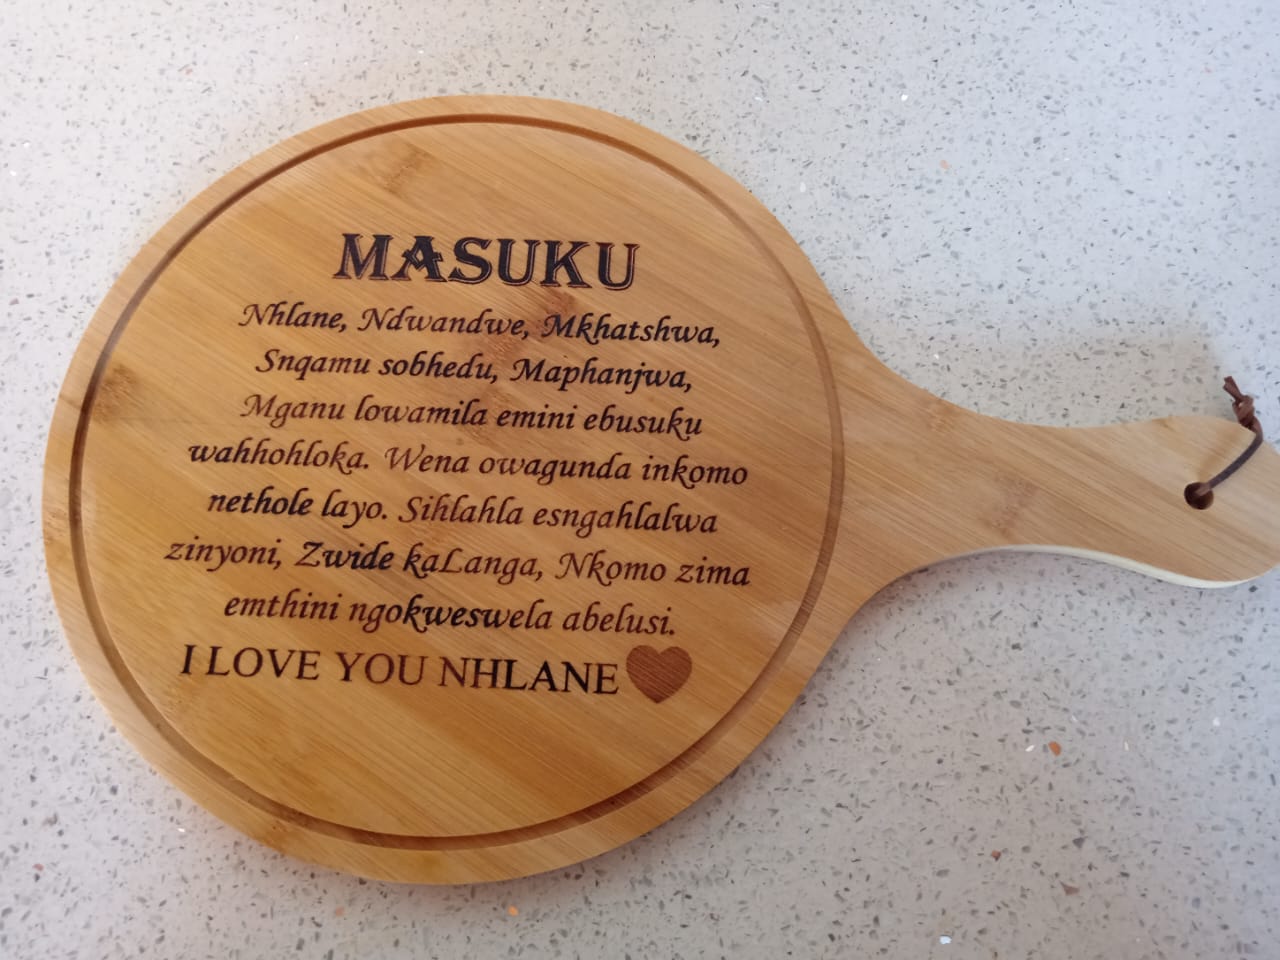 MASUKU
Nhlane, Ndwandwe, Mkhatshwa,
Snqamu sobhedu, Maphanjwa,
Mganu lowamila emini ebusuku
wahhohloka. Wena owagunda inkomo
nethole layo. Sihlahla esngahlalwa
zinyoni, Zwide kaLanga, Nkomo zima
emthini ngokweswela abelusi.
I LOVE YOU NHLANE